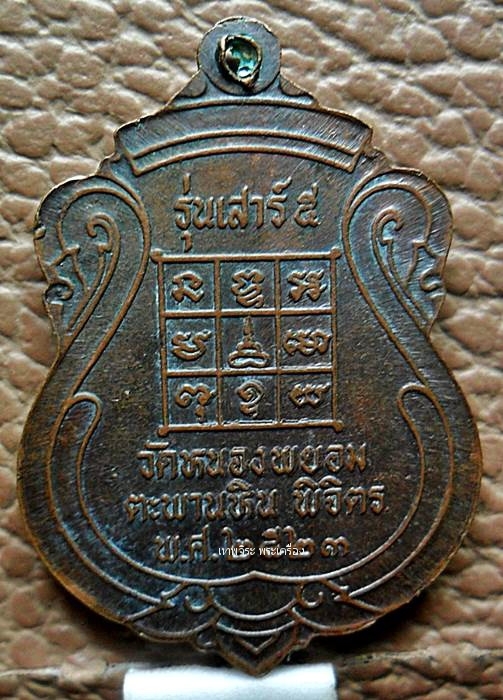 รุ่นเสาร์ ๕
วัดหนองพยอม
ตะพานหิน พิจิตร
พ.ศ. ๒๕๒๓
เทพจิระ พระเครื่อง